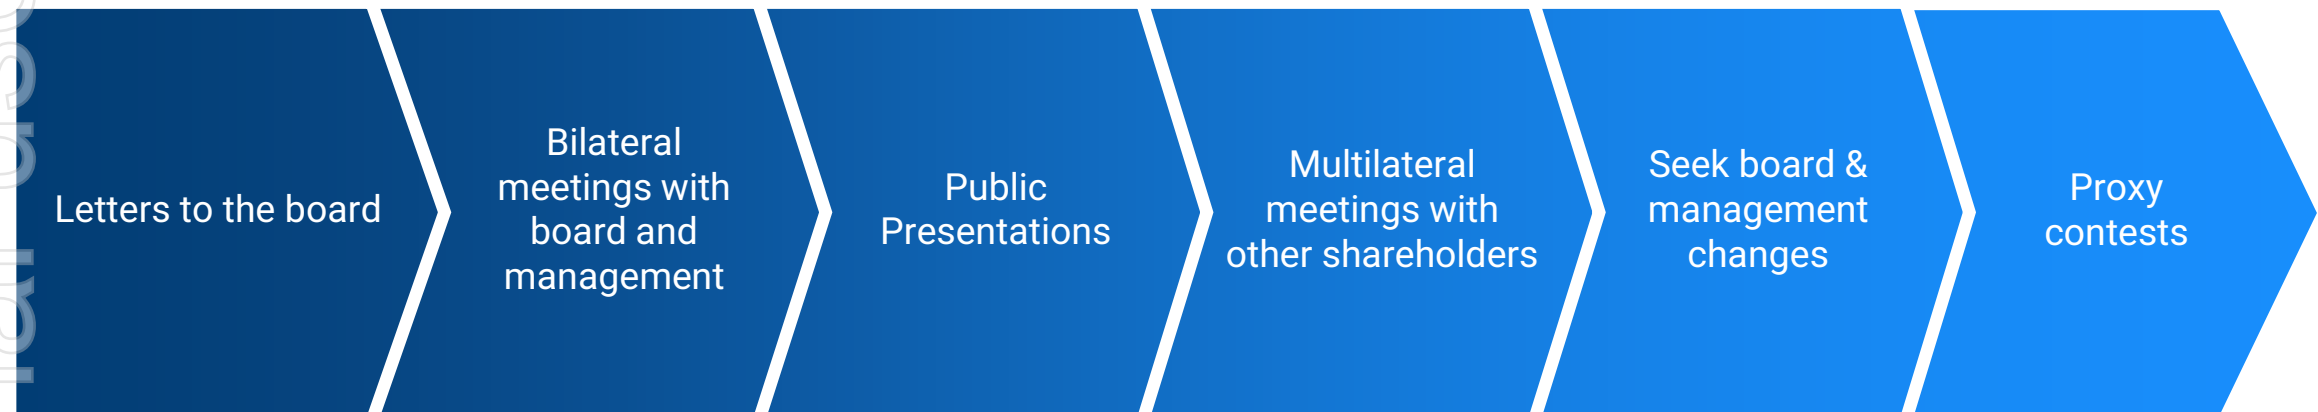 Letters to the board
Bilateral
meetings with
board and
management
Public
Presentations
Multilateral
meetings with
other shareholders
Seek board &
management
changes
Proxy
contests